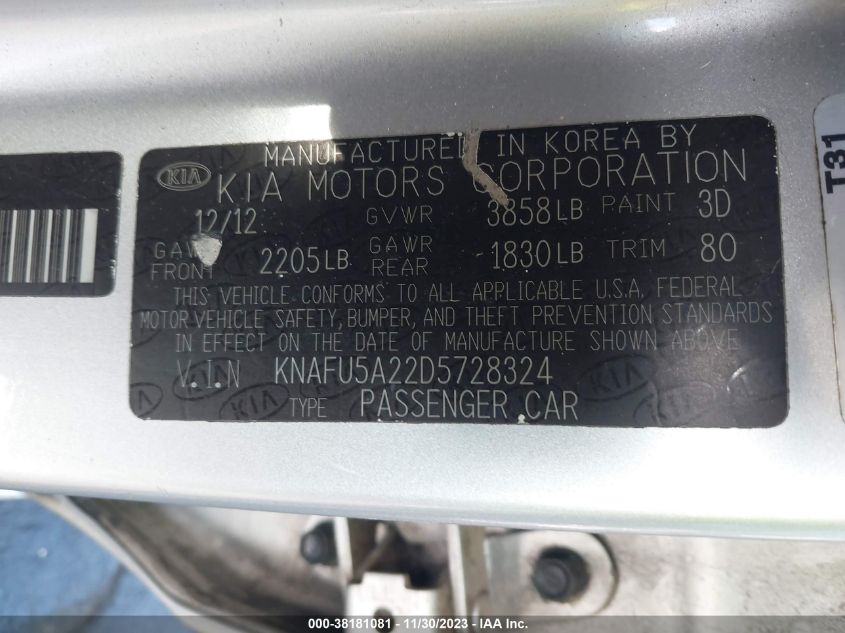 MANUFACTURED IN KOREA BY
KIA KIA MOTORS CORPORATION
12/12 GVWR 3858LB PAINT 3D
GAWR FRONT 2205LB GAWR REAR 1830LB TRIM 80
THIS VEHICLE CONFORMS TO ALL APPLICABLE U.S.A. FEDERAL
MOTOR VEHICLE SAFETY, BUMPER, AND THEFT PREVENTION STANDARDS
IN EFFECT ON THE DATE OF MANUFACTURE SHOWN ABOVE
V.I.N KNAFU5A22D5728324
TYPE PASSENGER CAR
T31
000-38181081 - 11/30/2023 - IAAI Inc.